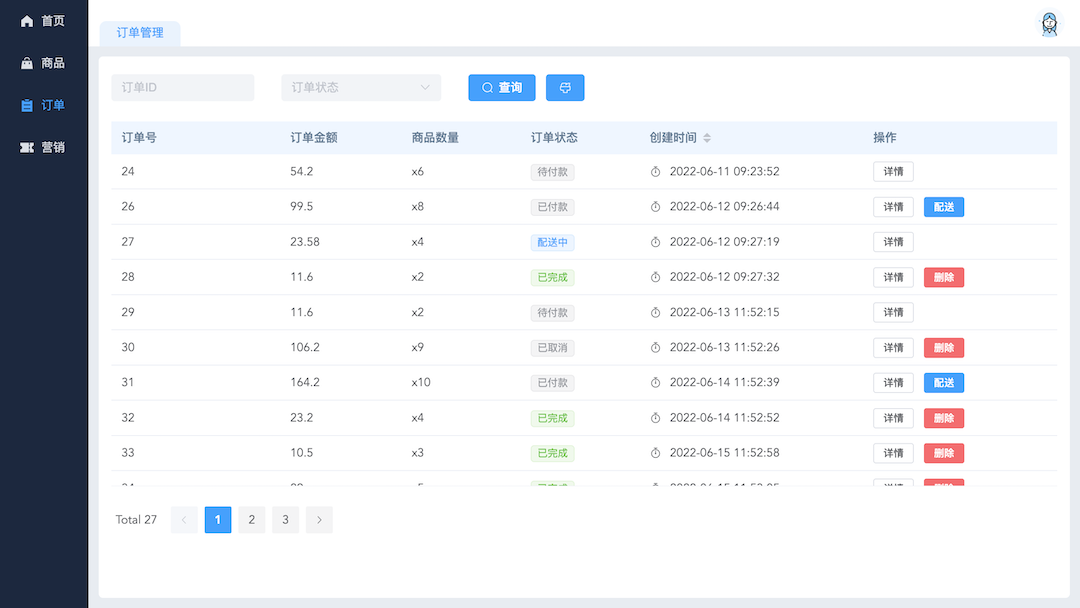 首页
商品
订单
营销
订单管理
订单ID
订单状态
查询
订单号 订单金额 商品数量 订单状态 创建时间 操作
24 54.2 x6 待付款 2022-06-11 09:23:52 详情
26 99.5 x8 已付款 2022-06-12 09:26:44 详情 配送
27 23.58 x4 配送中 2022-06-12 09:27:19 详情
28 11.6 x2 已完成 2022-06-12 09:27:32 详情 删除
29 11.6 x2 待付款 2022-06-13 11:52:15 详情
30 106.2 x9 已取消 2022-06-13 11:52:26 详情 删除
31 164.2 x10 已付款 2022-06-14 11:52:39 详情 配送
32 23.2 x4 已完成 2022-06-14 11:52:52 详情 删除
33 10.5 x3 已完成 2022-06-15 11:52:58 详情 删除
Total 27 1 2 3